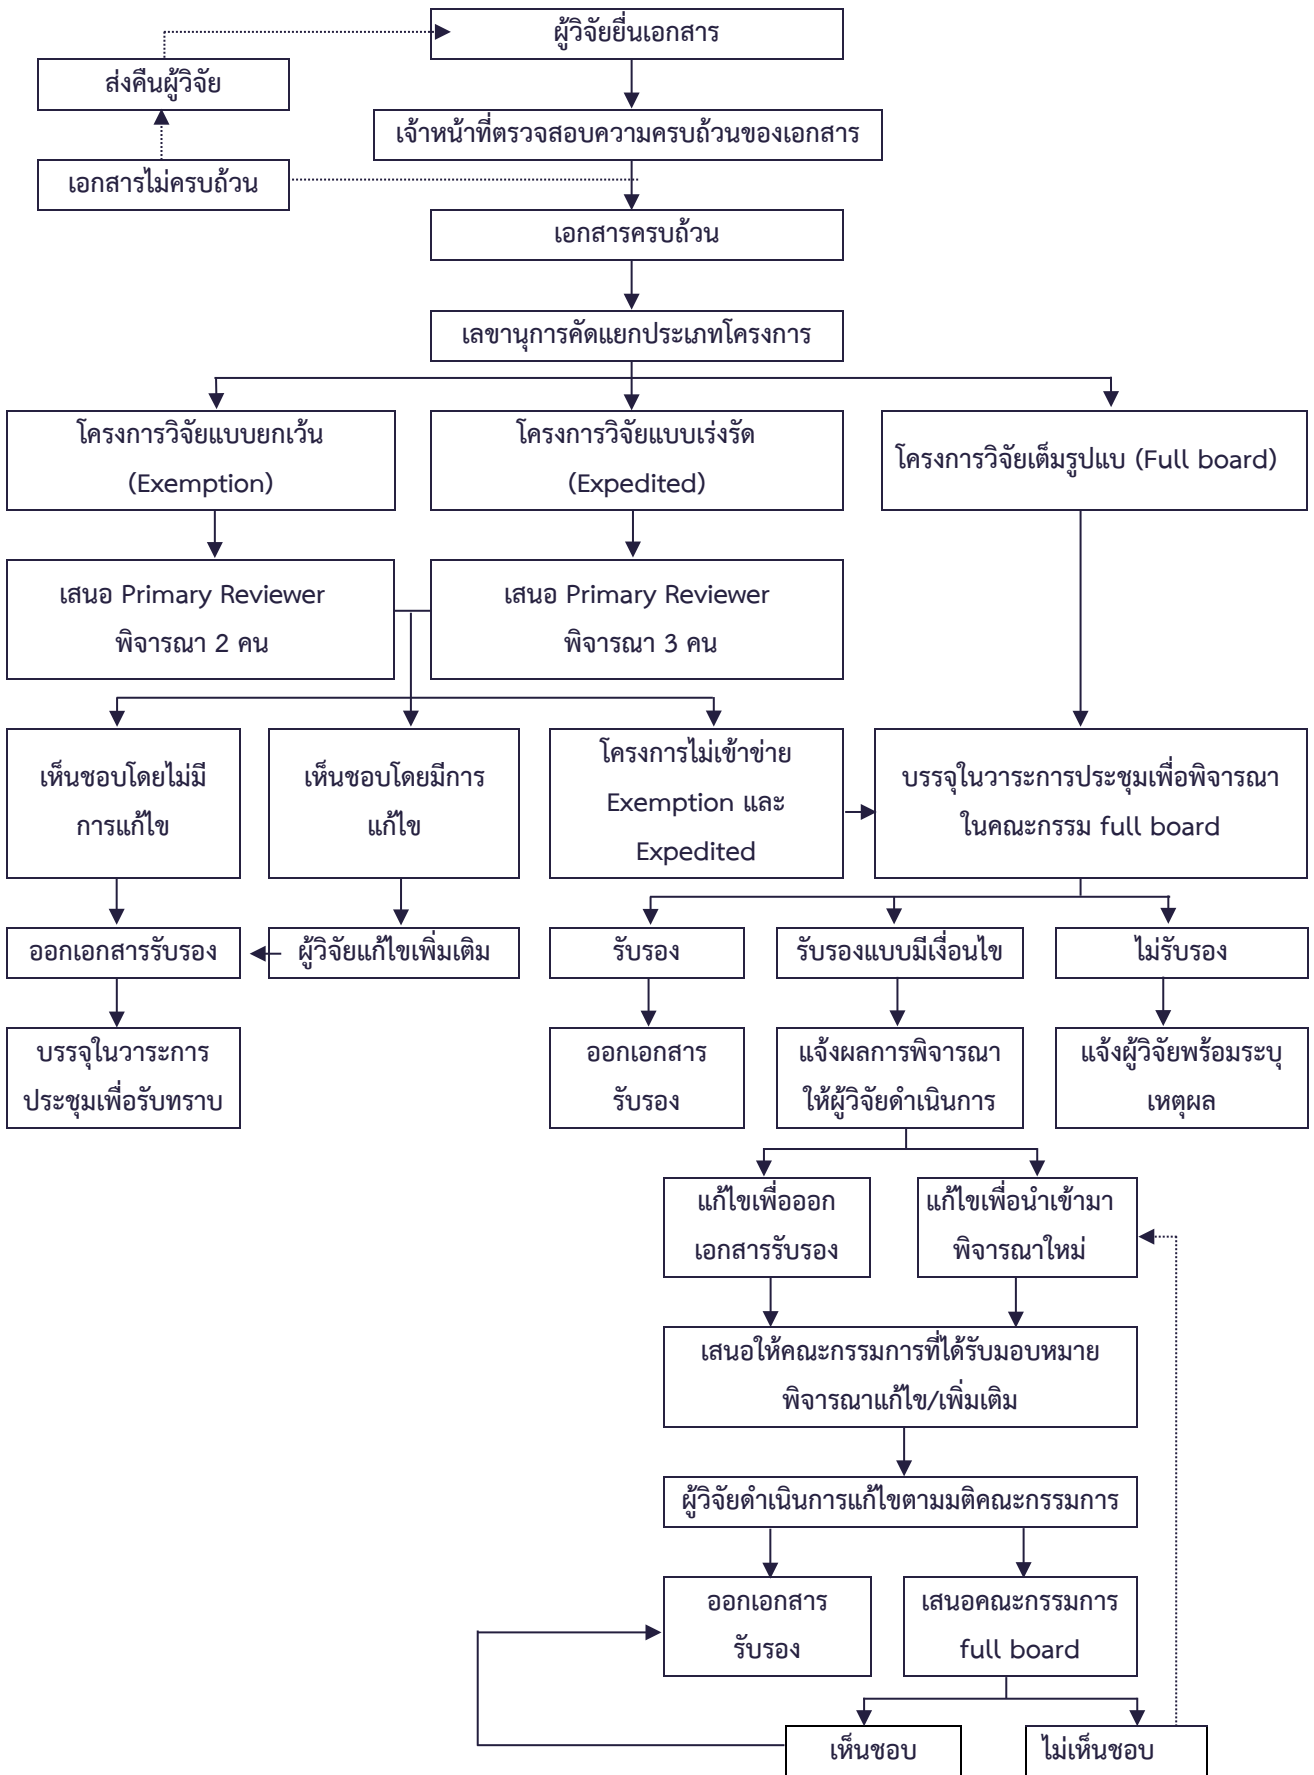 ผู้วิจัยยื่นเอกสาร
ส่งคืนผู้วิจัย
เจ้าหน้าที่ตรวจสอบความครบถ้วนของเอกสาร
เอกสารไม่ครบถ้วน
เอกสารครบถ้วน
เลขานุการคัดแยกประเภทโครงการ
โครงการวิจัยแบบยกเว้น
(Exemption)
โครงการวิจัยแบบเร่งรัด
(Expedited)
โครงการวิจัยเต็มรูปแบบ (Full board)
เสนอ Primary Reviewer
พิจารณา 2 คน
เสนอ Primary Reviewer
พิจารณา 3 คน
เห็นชอบโดยไม่มี
การแก้ไข
เห็นชอบโดยมีการ
แก้ไข
โครงการไม่เข้าข่าย
Exemption และ
Expedited
บรรจุในวาระการประชุมเพื่อพิจารณา
ในคณะกรรม full board
ออกเอกสารรับรอง
ผู้วิจัยแก้ไขเพิ่มเติม
รับรอง
รับรองแบบมีเงื่อนไข
ไม่รับรอง
บรรจุในวาระการ
ประชุมเพื่อรับทราบ
ออกเอกสาร
รับรอง
แจ้งผลการพิจารณา
ให้ผู้วิจัยดำเนินการ
แจ้งผู้วิจัยพร้อมระบุ
เหตุผล
แก้ไขเพื่อออก
เอกสารรับรอง
แก้ไขเพื่อนำเข้ามา
พิจารณาใหม่
เสนอให้คณะกรรมการที่ได้รับมอบหมาย
พิจารณาแก้ไข/เพิ่มเติม
ผู้วิจัยดำเนินการแก้ไขตามมติคณะกรรมการ
ออกเอกสาร
รับรอง
เสนอคณะกรรมการ
full board
เห็นชอบ
ไม่เห็นชอบ